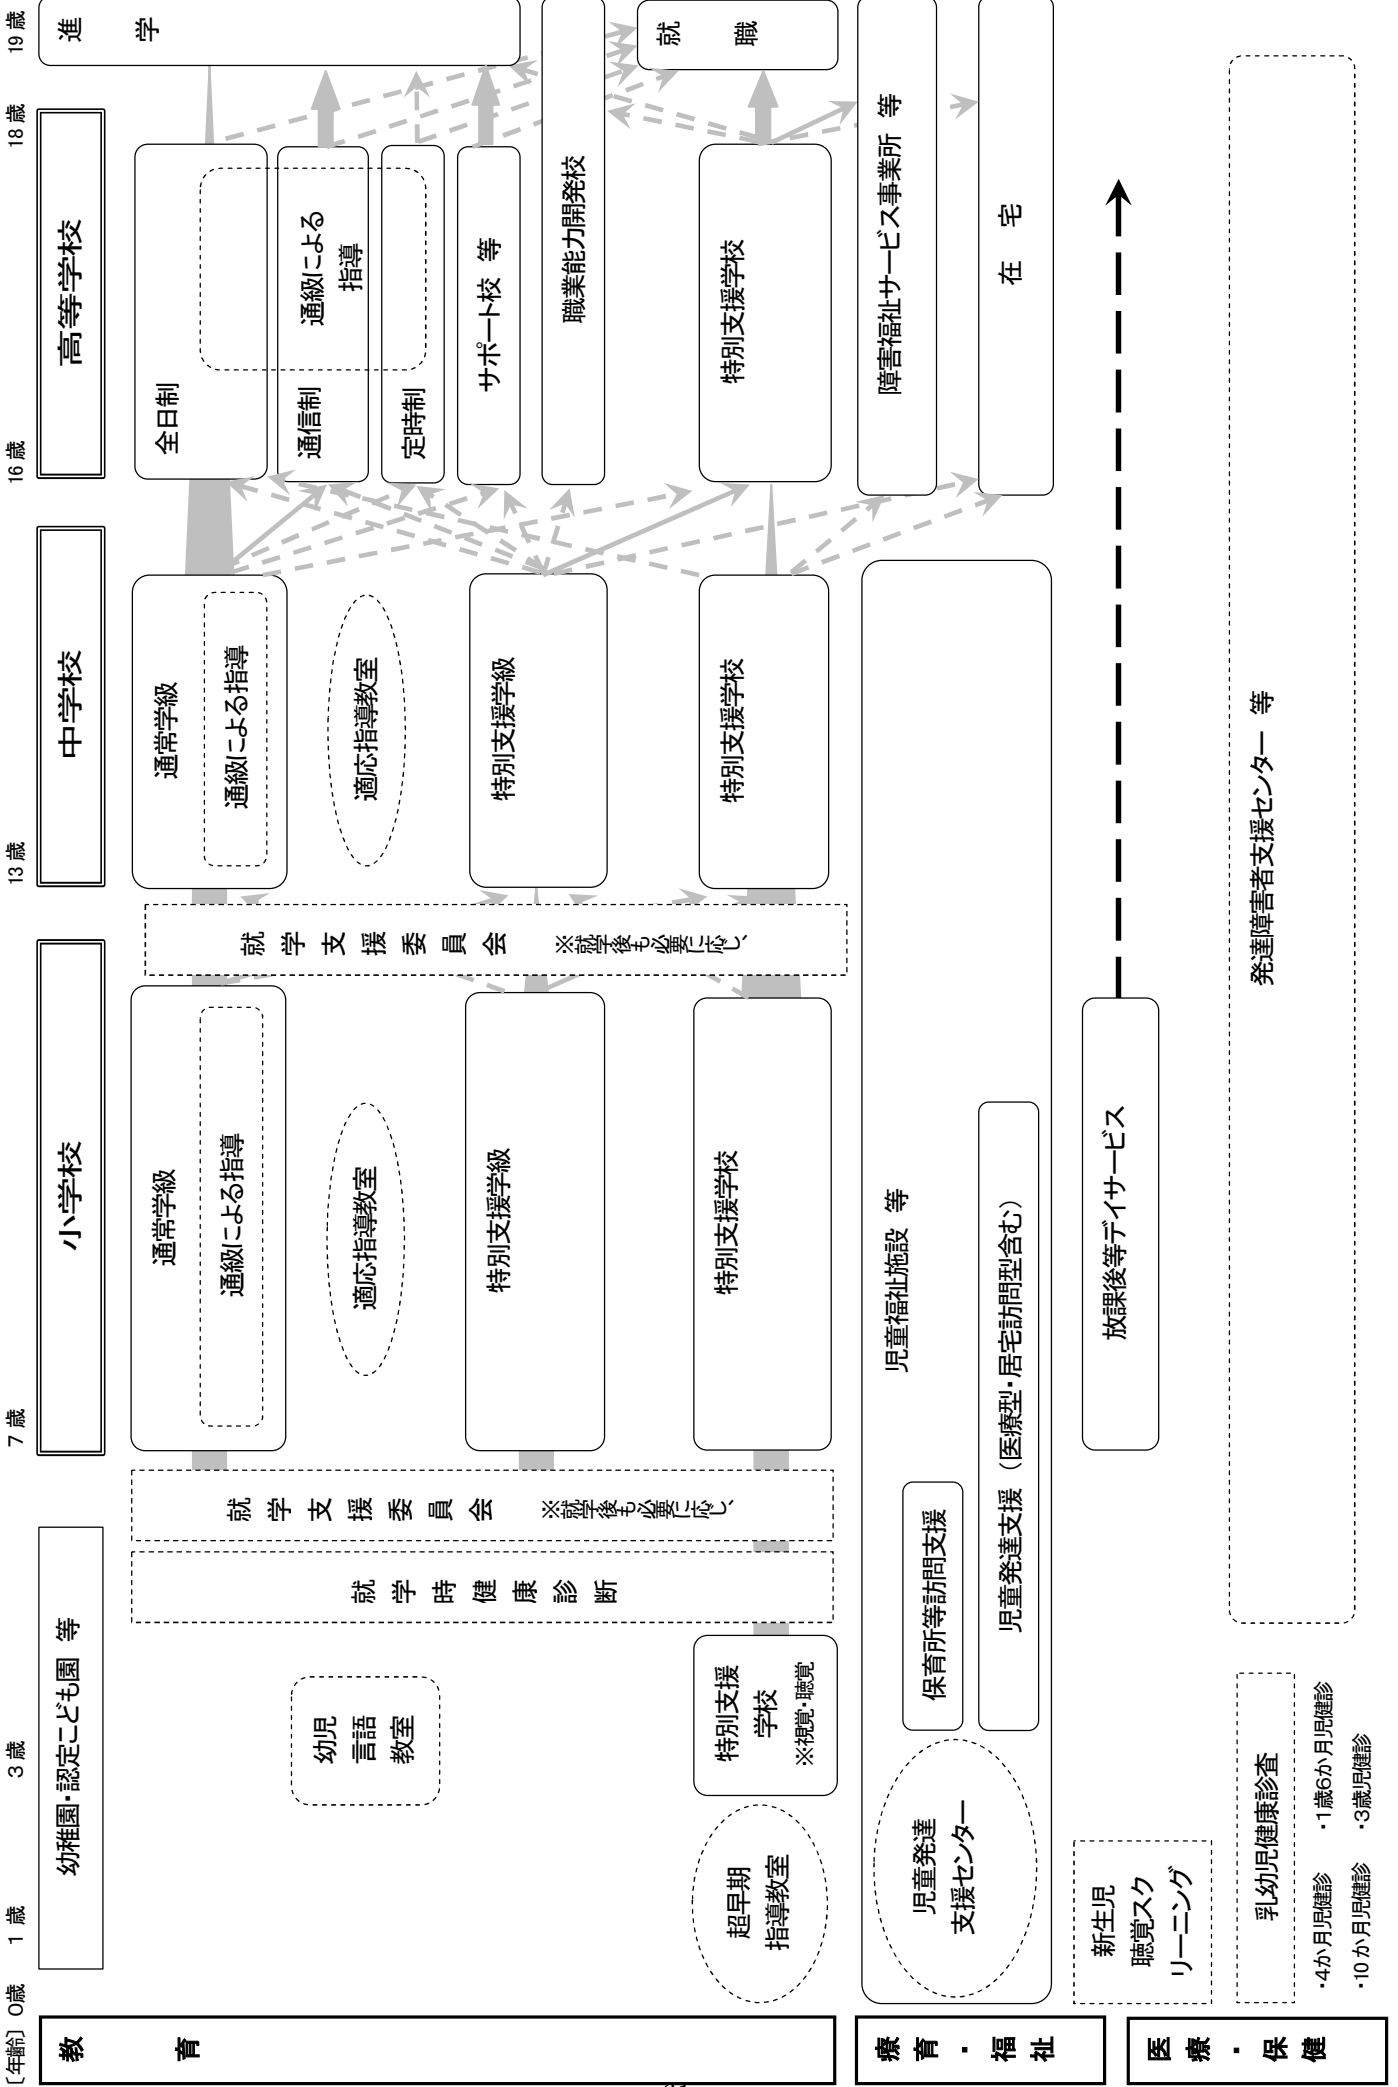 ［年齢］ 0歳 1 歳 3 歳 7 歳 13 歳 16 歳 18 歳 19 歳
教育
幼稚園・認定こども園 等
小学校
中学校
高等学校
進学
幼児
言語
教室
超早期
指導教室
特別支援
学校
※視覚・聴覚
就学時健康診断
就学支援委員会 ※就学後も必要に応じ、
通常学級
通級による指導
適応指導教室
特別支援学級
特別支援学校
就学支援委員会 ※就学後も必要に応じ、
通常学級
通級による指導
適応指導教室
特別支援学級
特別支援学校
全日制
通信制
定時制
通級による
指導
サポート校 等
職業能力開発校
特別支援学校
就職
療育・福祉
児童発達
支援センター
児童福祉施設 等
保育所等訪問支援
児童発達支援（医療型・居宅訪問型含む）
障害福祉サービス事業所 等
在宅
放課後等デイサービス
医療・保健
新生児
聴覚スク
リーニング
乳幼児健康診査
・4か月児健診 ・1歳6か月児健診
・10か月児健診 ・3歳児健診
発達障害者支援センター 等